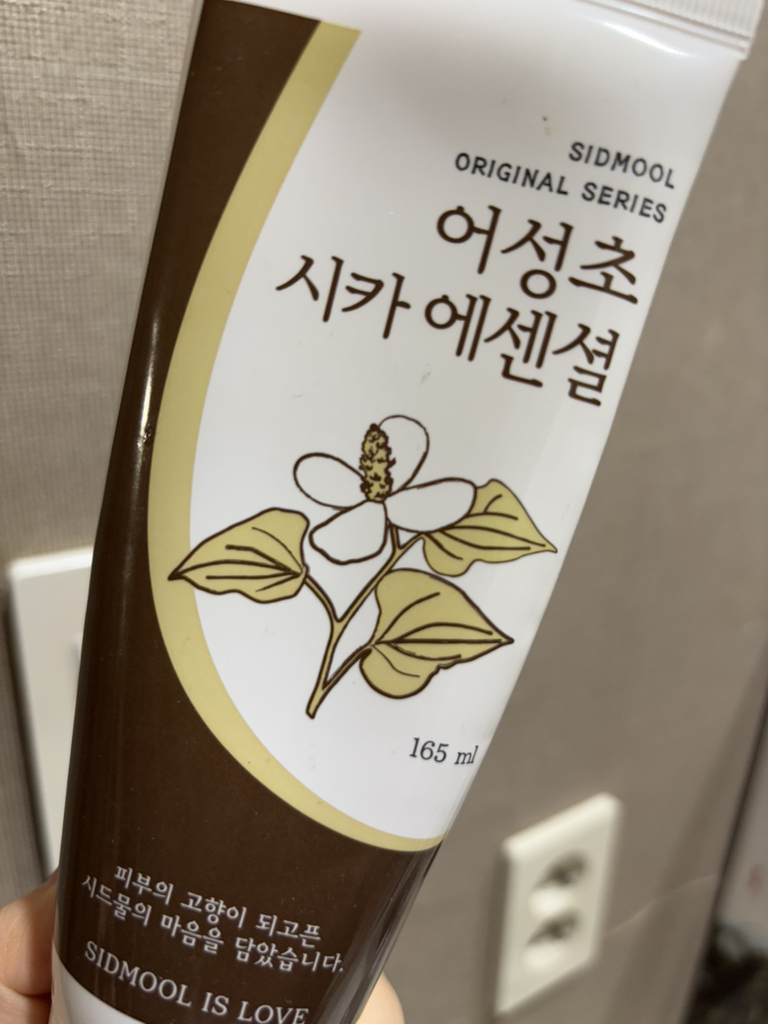 SIDMOOL
ORIGINAL SERIES
어성초
시카 에센셜
165 ml
피부의 고향이 되고픈
시드물의 마음을 담았습니다.
SIDMOOL IS LOVE